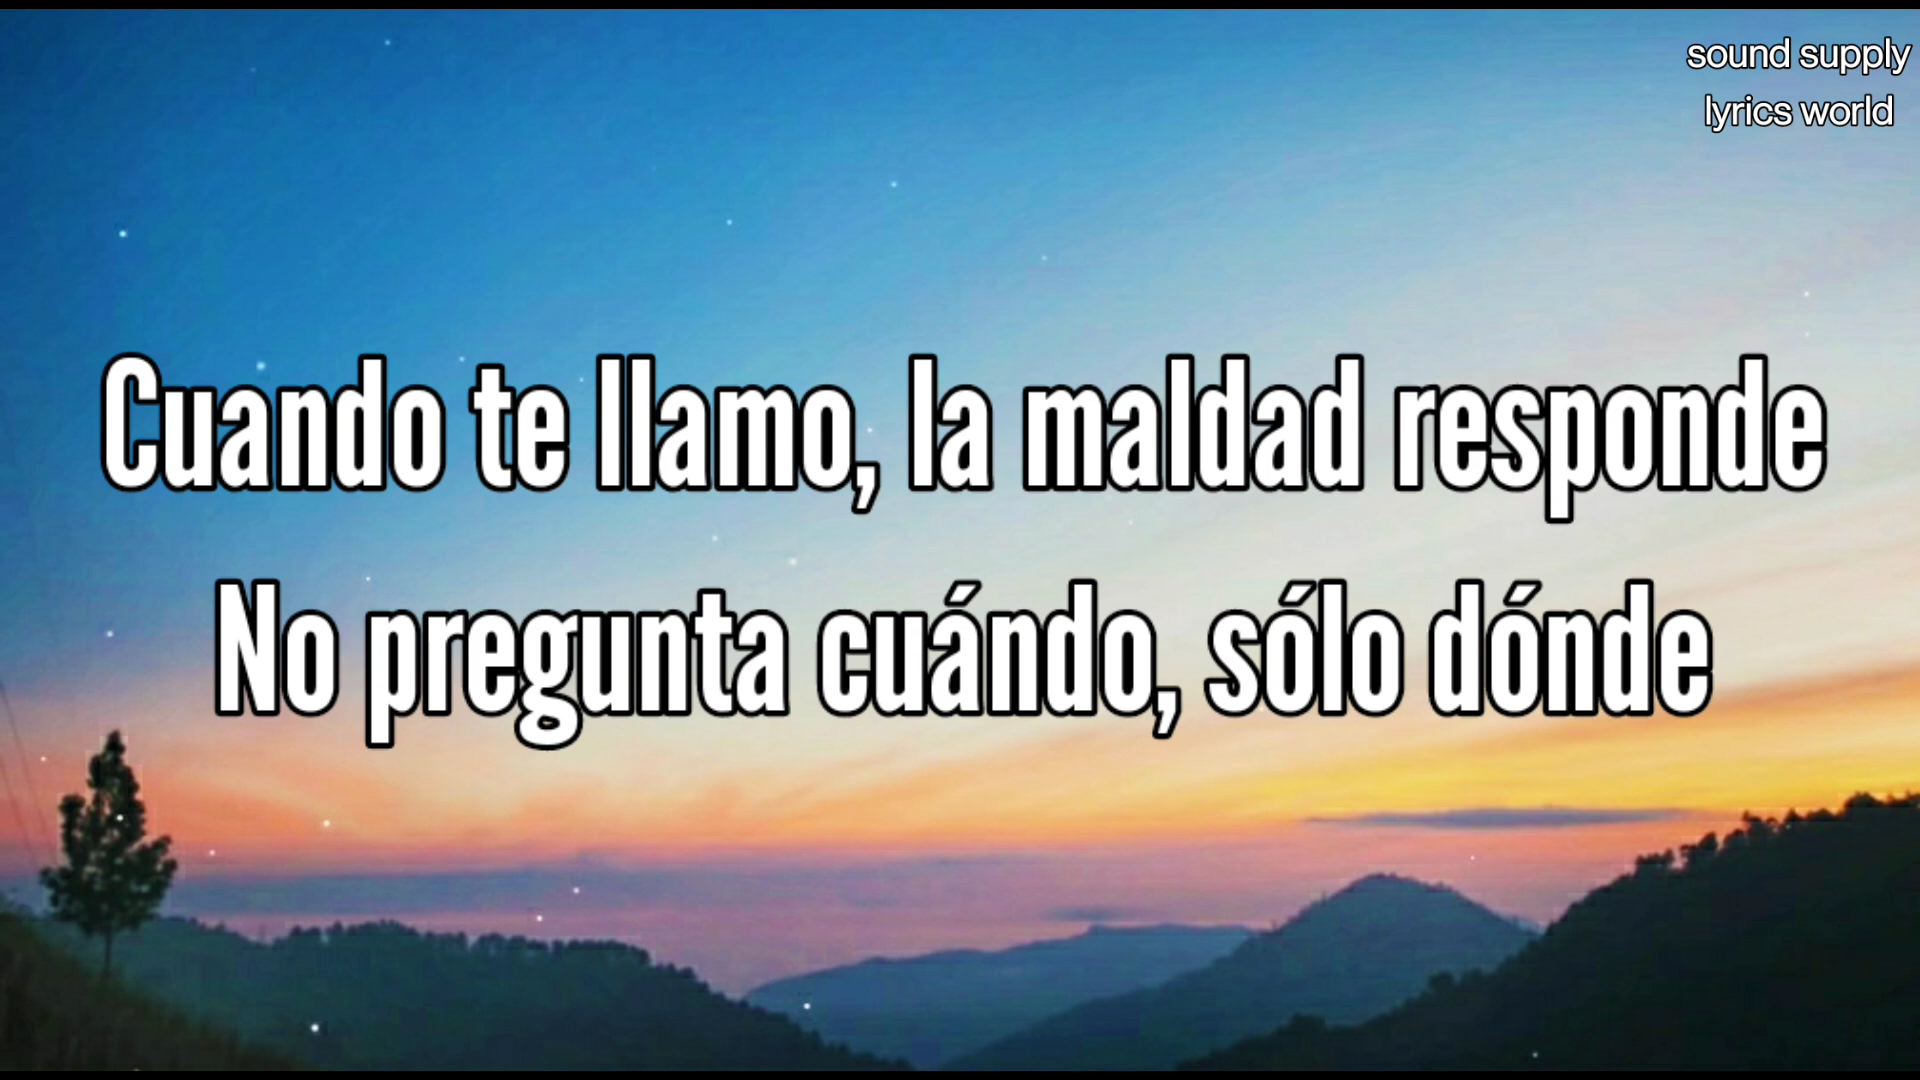 sound supply
lyrics world
Cuando te llamo, la maldad responde
No pregunta cuándo, sólo dónde